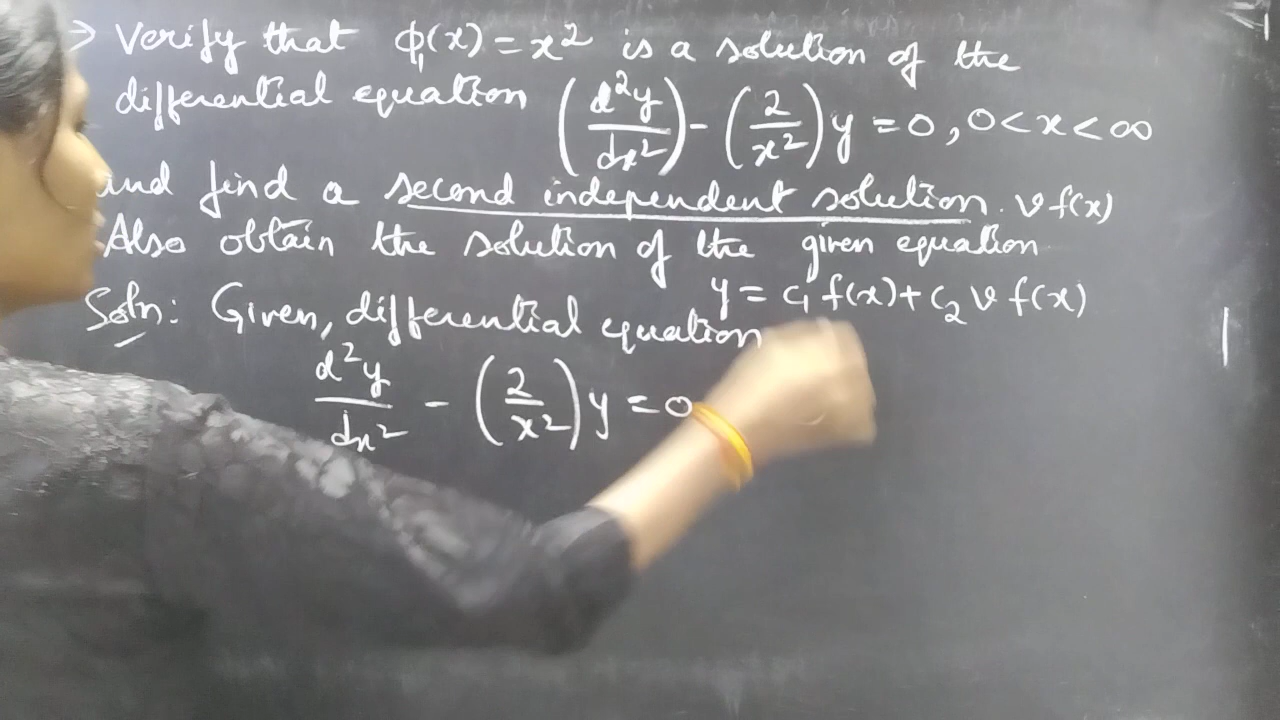 → Verify that ϕ₁(x) = x² is a solution of the
differential equation (d²y/dx²) - (2/x²) y = 0, 0 < x < ∞
and find a second independent solution. v f(x)
Also obtain the solution of the given equation
y = c₁ f(x) + c₂ v f(x)
Soln: Given, differential equation
d²y/dx² - (2/x²) y = 0